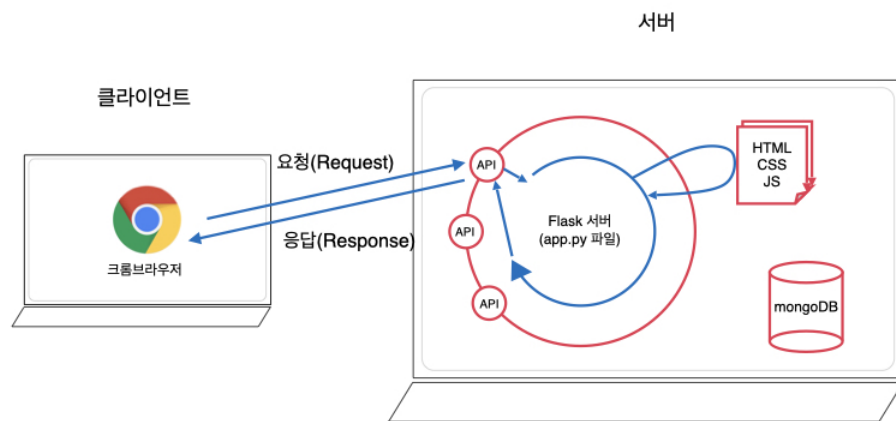 서버
클라이언트
요청(Request)
응답(Response)
크롬브라우저
API
API
API
Flask 서버
(app.py 파일)
HTML
CSS
JS
mongoDB